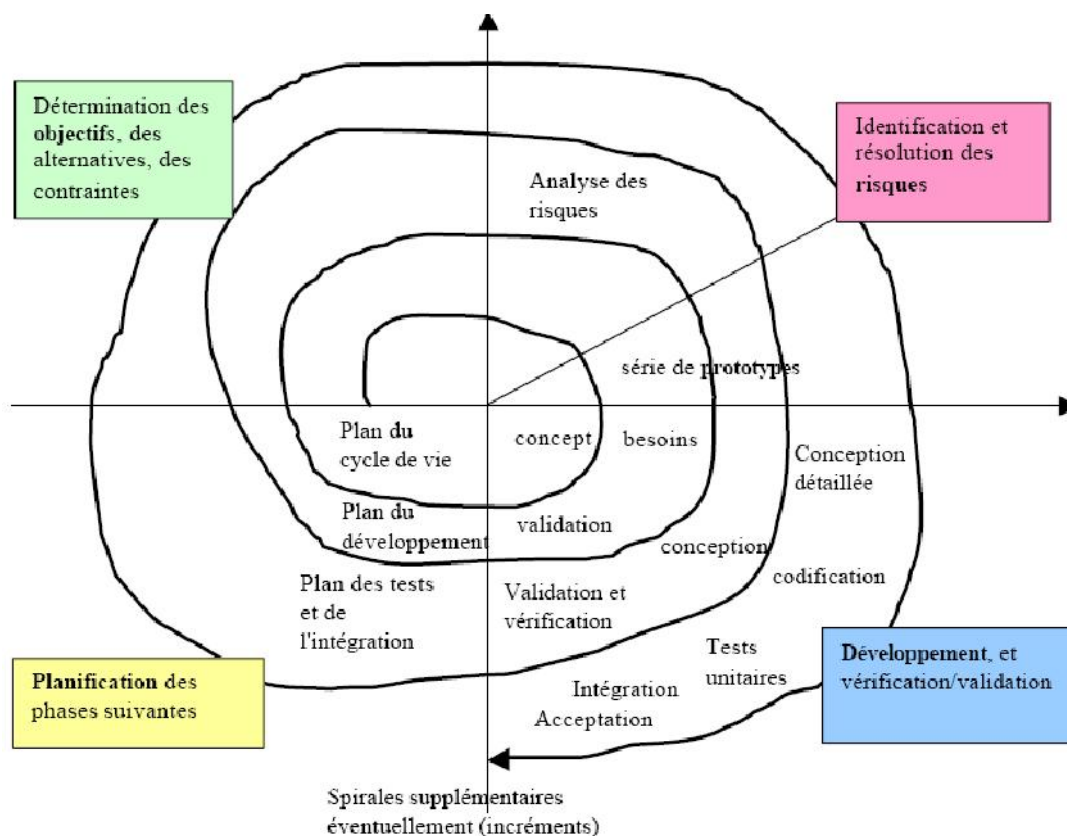 Détermination des
objectifs, des
alternatives, des
contraintes
Identification et
résolution des
risques
Analyse des
risques
série de prototypes
Plan du
cycle de vie
concept
besoins
Conception
détaillée
Plan du
développement
validation
conception
codification
Plan des tests
et de
l'intégration
Validation et
vérification
Tests
unitaires
Intégration
Acceptation
Planification des
phases suivantes
Développement, et
vérification/validation
Spirales supplémentaires
éventuellement (incréments)